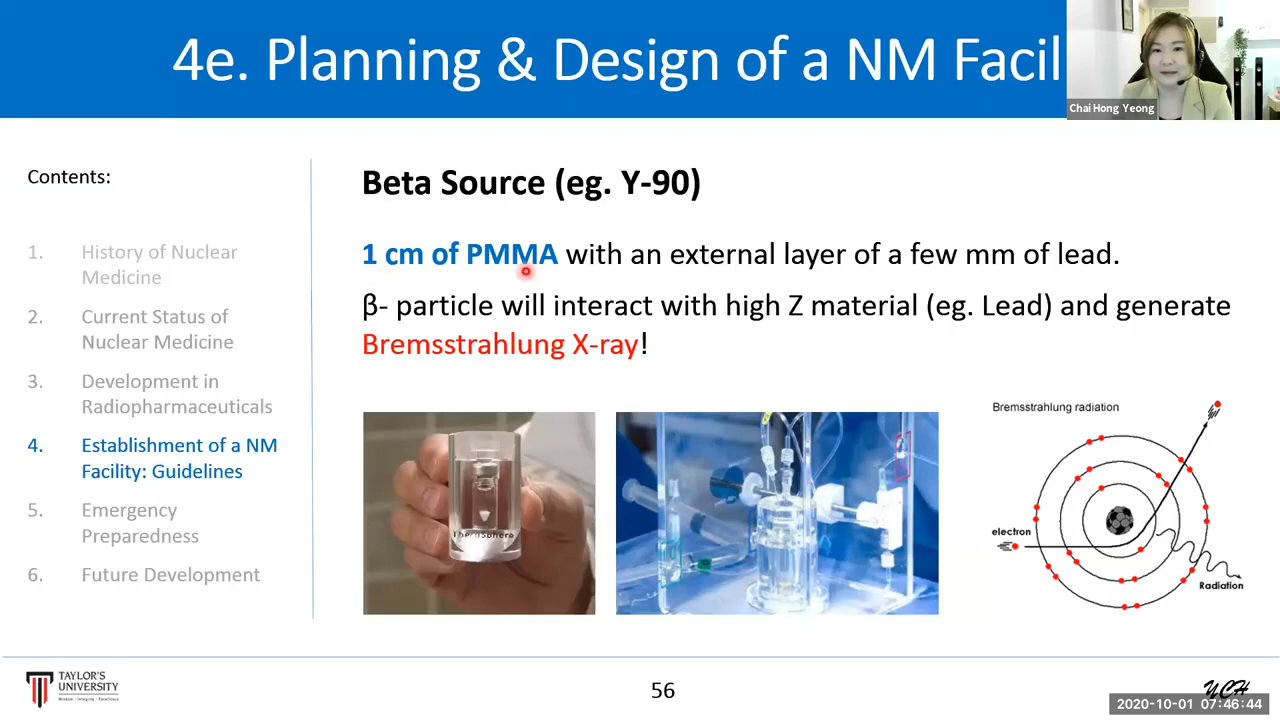 4e. Planning & Design of a NM Facil
Chai Hong Yeong
Contents:
1. History of Nuclear
Medicine
2. Current Status of
Nuclear Medicine
3. Development in
Radiopharmaceuticals
4. Establishment of a NM
Facility: Guidelines
5. Emergency
Preparedness
6. Future Development
Beta Source (eg. Y-90)
1 cm of PMMA with an external layer of a few mm of lead.
β- particle will interact with high Z material (eg. Lead) and generate
Bremsstrahlung X-ray!
TheraSphere
Bremsstrahlung radiation
electron
Radiation
TAYLOR'S
UNIVERSITY
Wisdom · Integrity · Excellence
56
YCH
2020-10-01 07:46:44